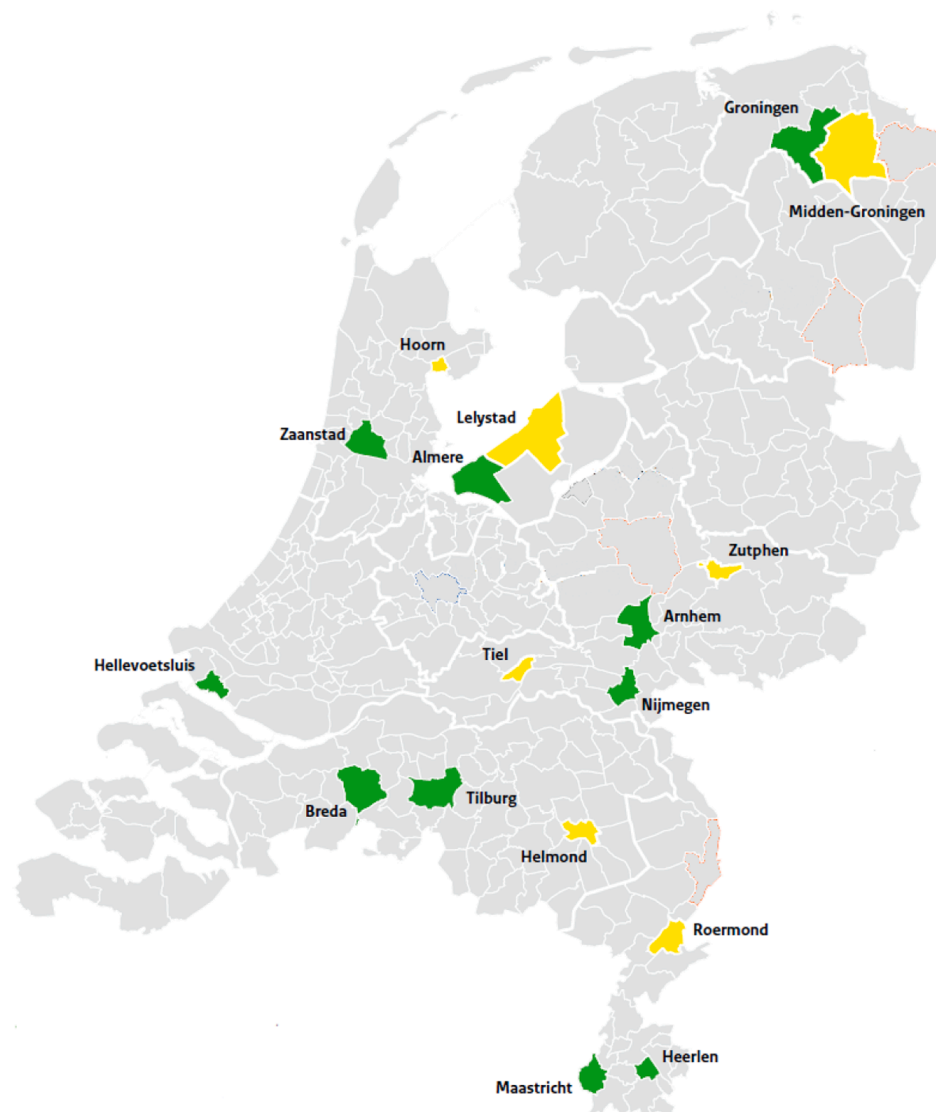 Groningen
Midden-Groningen
Hoorn
Lelystad
Zaanstad
Almere
Zutphen
Arnhem
Tiel
Hellevoetsluis
Nijmegen
Breda
Tilburg
Helmond
Roermond
Heerlen
Maastricht